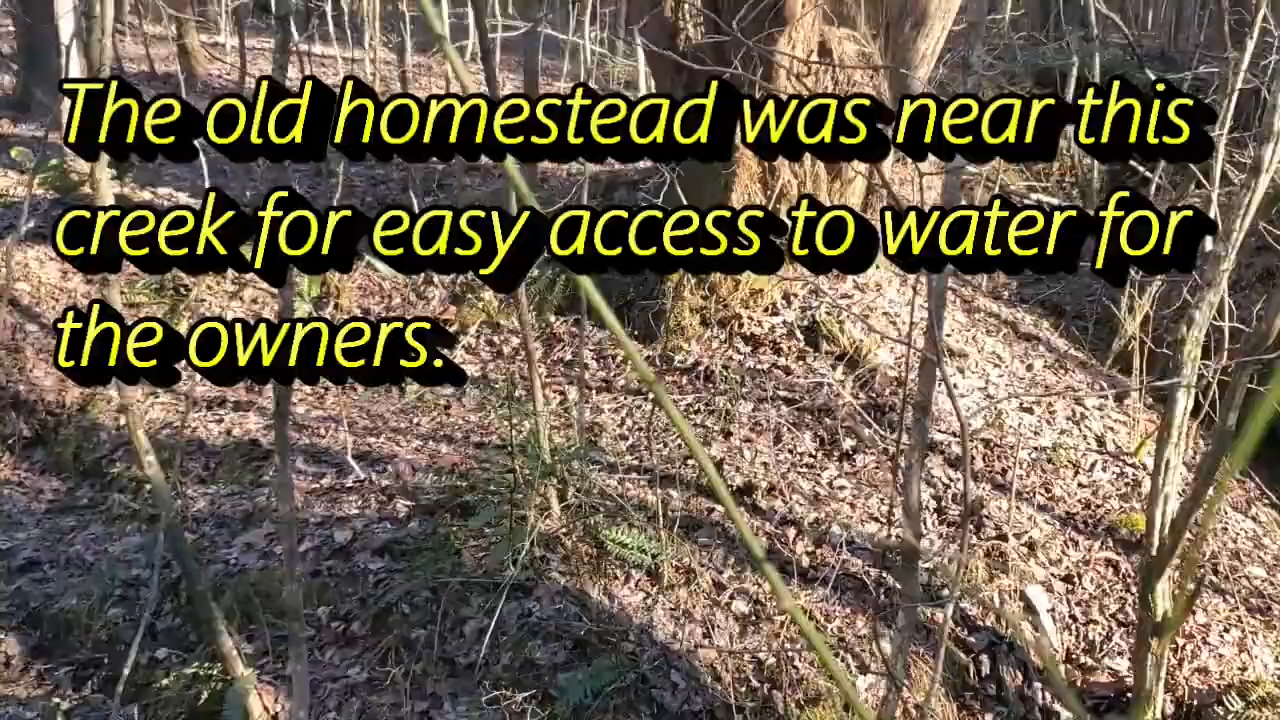 The old homestead was near this
creek for easy access to water for
the owners.